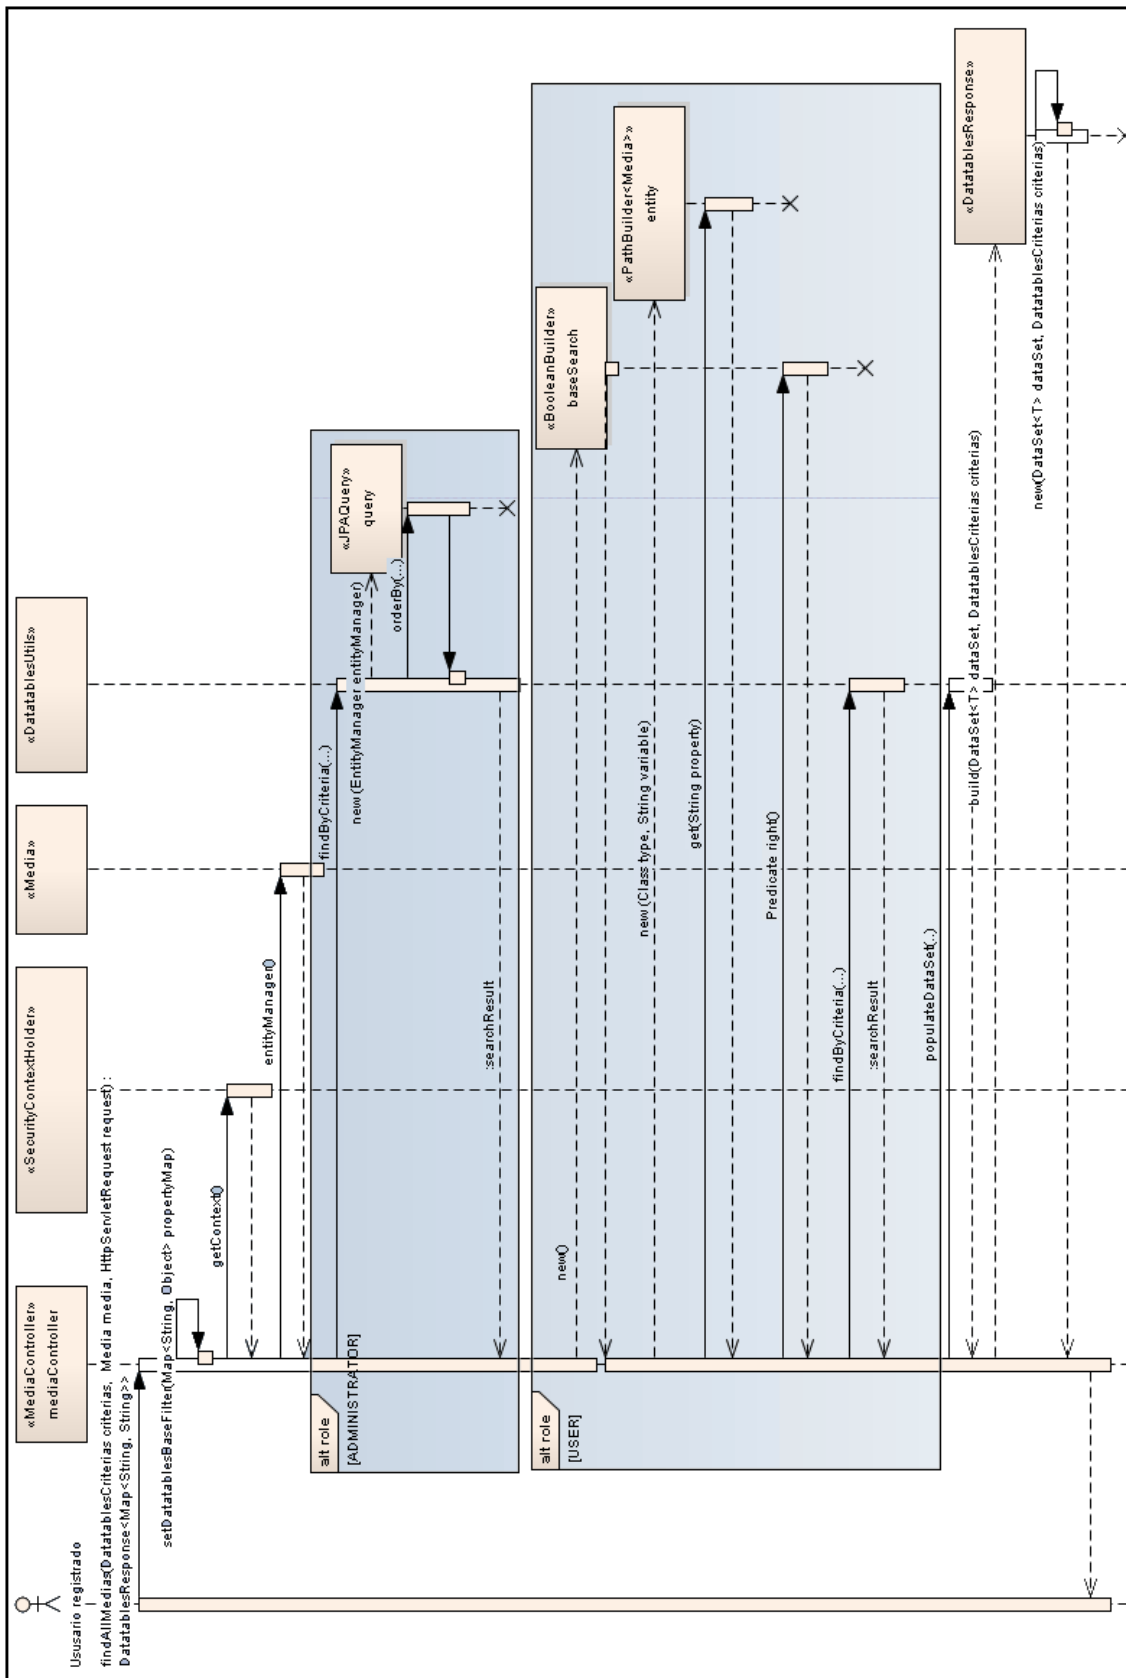 Ususario registrado
«MediaController»
mediaController
«SecurityContextHolder»
«Media»
«DatatablesUtils»
findAllMedias(DatatablesCriterias criterias, Media media, HttpServletRequest request) :
DatatablesResponse<Map<String, String>>
setDatatablesBaseFilter(Map<String, Object> propertyMap)
getContext()
entityManager()
alt role
[ADMINISTRATOR]
findByCriteria(...)
«JPAQuery»
query
new(EntityManager entityManager)
orderBy(...)
:searchResult
alt role
[USER]
«BooleanBuilder»
baseSearch
new()
«PathBuilder<Media>»
entity
new(Class type, String variable)
get(String property)
Predicate right()
findByCriteria(...)
:searchResult
populateDataSet(..)
«DatatablesResponse»
build(DataSet<T> dataSet, DatatablesCriterias criterias)
new(DataSet<T> dataSet, DatatablesCriterias criterias)